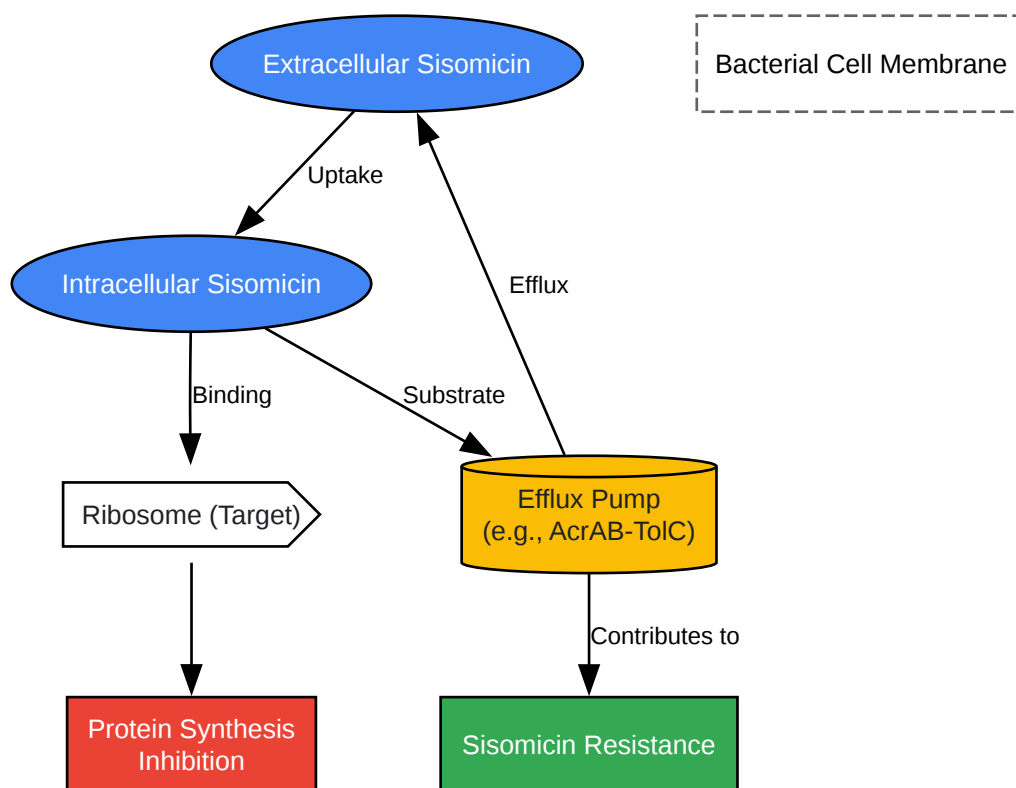 Extracellular Sisomicin
Bacterial Cell Membrane
Uptake
Intracellular Sisomicin
Efflux
Binding
Substrate
Ribosome (Target)
Efflux Pump
(e.g., AcrAB-TolC)
Contributes to
Protein Synthesis
Inhibition
Sisomicin Resistance